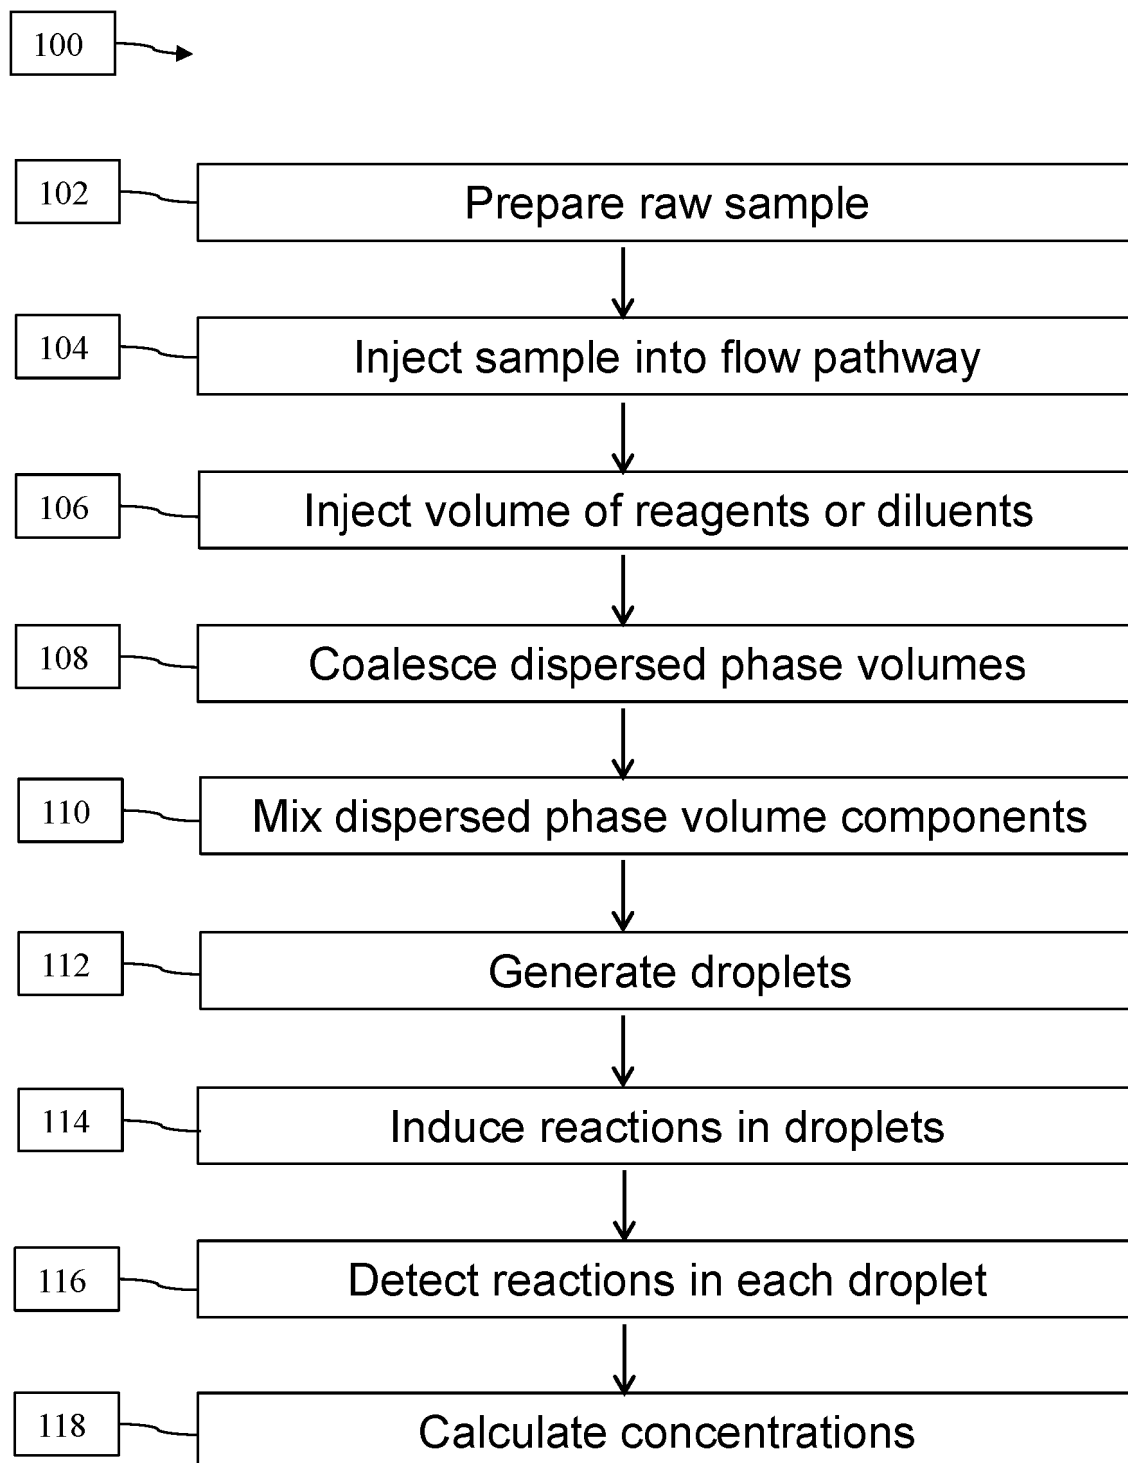 100
102
Prepare raw sample
104
Inject sample into flow pathway
106
Inject volume of reagents or diluents
108
Coalesce dispersed phase volumes
110
Mix dispersed phase volume components
112
Generate droplets
114
Induce reactions in droplets
116
Detect reactions in each droplet
118
Calculate concentrations